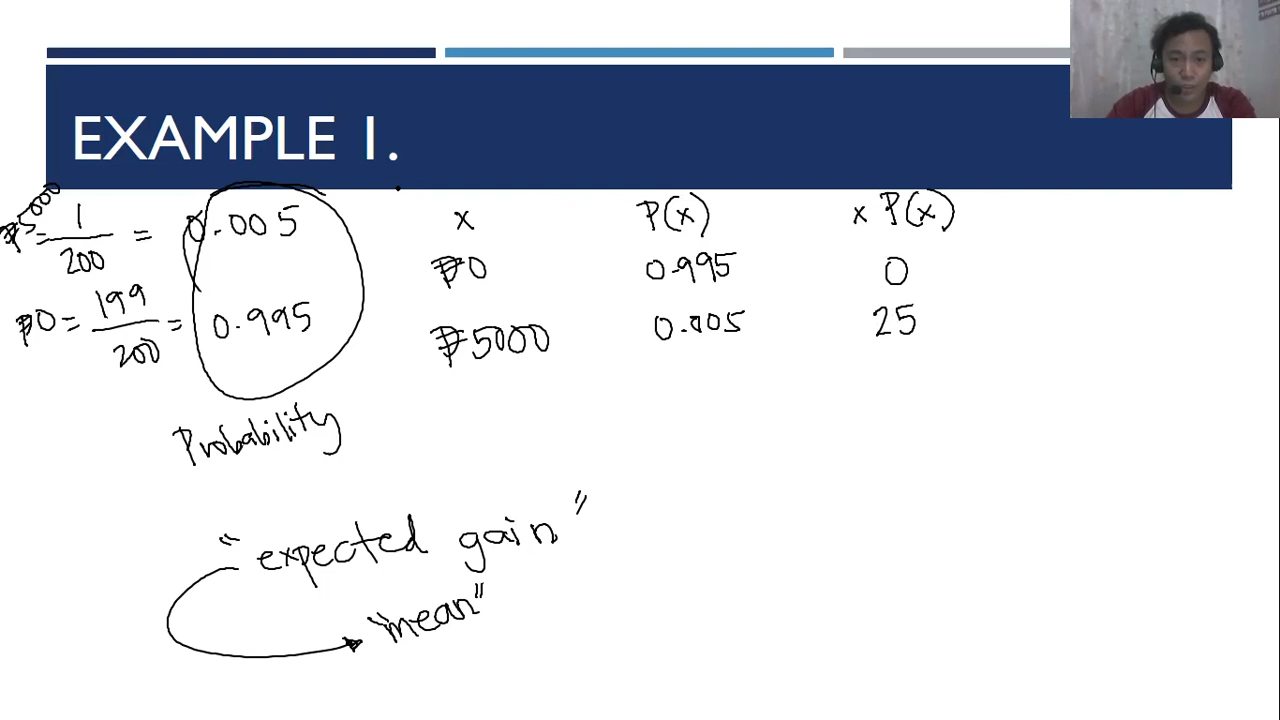 EXAMPLE 1.
₱5000 = 1/200 = 0.005
₱0 = 199/200 = 0.995
Probability
x P(x) x P(x)
₱0 0.995 0
₱5000 0.005 25
"expected gain"
"mean"